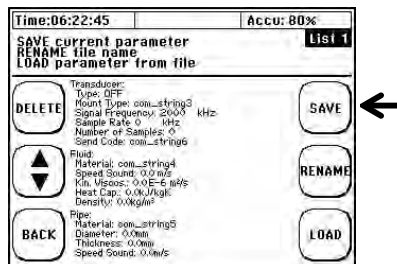 Time:06:22:45 Accu: 80%
SAVE current parameter List 1
RENAME file name
LOAD parameter from file
DELETE
BACK
Transducer:
Type: OFF
Mount Type: com_string3
Signal Frequency: 2000 kHz
Sample Rate 0 kHz
Number of Samples: 0
Send Code: com_string6
Fluid:
Material: com_string4
Speed Sound: 0.0 m/s
Kin. Viscos.: 0.0E-6 m²/s
Heat Cap.: 0.0kJ/kgK
Density: 0.0kg/m³
Pipe:
Material: com_string5
Diameter: 0.0mm
Thickness: 0.0mm
Speed Sound: 0.0m/s
SAVE
RENAME
LOAD